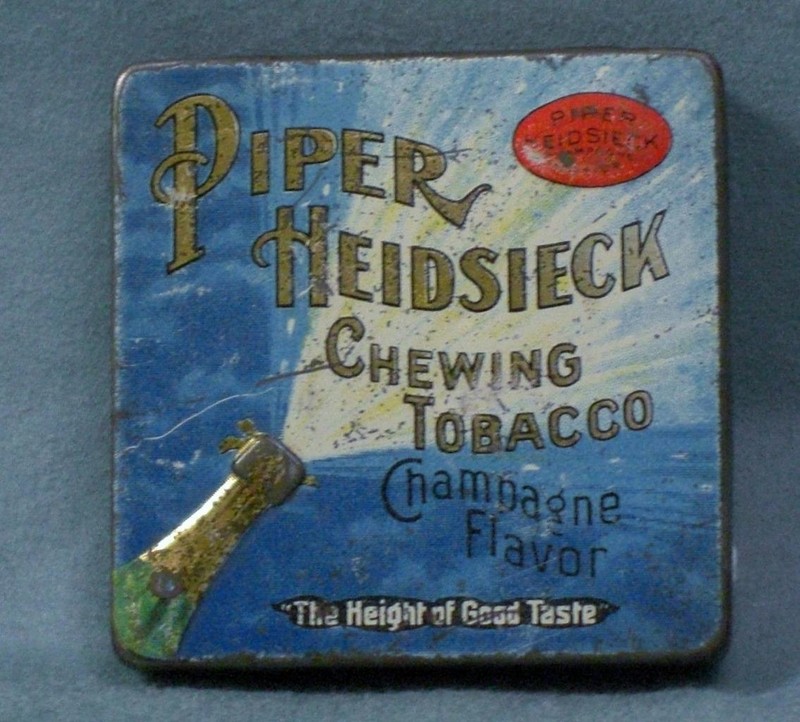 PIPER
HEIDSIECK
PIPER
HEIDSIECK
CHEWING
TOBACCO
Champagne
Flavor
"The Height of Good Taste"